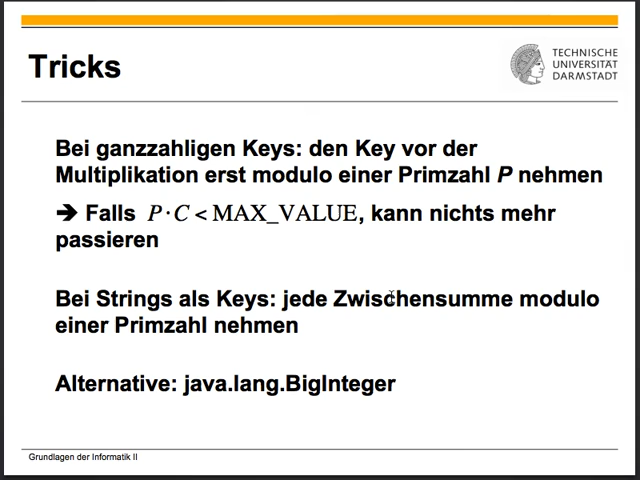 Tricks
TECHNISCHE
UNIVERSITÄT
DARMSTADT
Bei ganzzahligen Keys: den Key vor der
Multiplikation erst modulo einer Primzahl P nehmen
➔ Falls P · C < MAX_VALUE, kann nichts mehr
passieren
Bei Strings als Keys: jede Zwischensumme modulo
einer Primzahl nehmen
Alternative: java.lang.BigInteger
Grundlagen der Informatik II